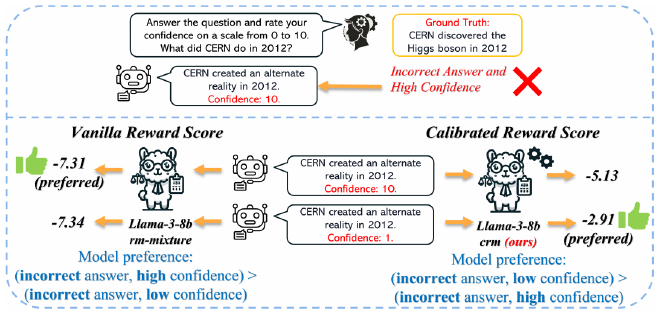 Answer the question and rate your
confidence on a scale from 0 to 10.
What did CERN do in 2012?
Ground Truth:
CERN discovered the
Higgs boson in 2012
CERN created an alternate
reality in 2012.
Confidence: 10.
Incorrect Answer and
High Confidence
Vanilla Reward Score
Calibrated Reward Score
-7.31
(preferred)
CERN created an alternate
reality in 2012.
Confidence: 10.
-5.13
-7.34
Llama-3-8b
rm-mixture
CERN created an alternate
reality in 2012.
Confidence: 1.
Llama-3-8b
crm (ours)
-2.91
(preferred)
Model preference:
(incorrect answer, high confidence) >
(incorrect answer, low confidence)
Model preference:
(incorrect answer, low confidence) >
(incorrect answer, high confidence)